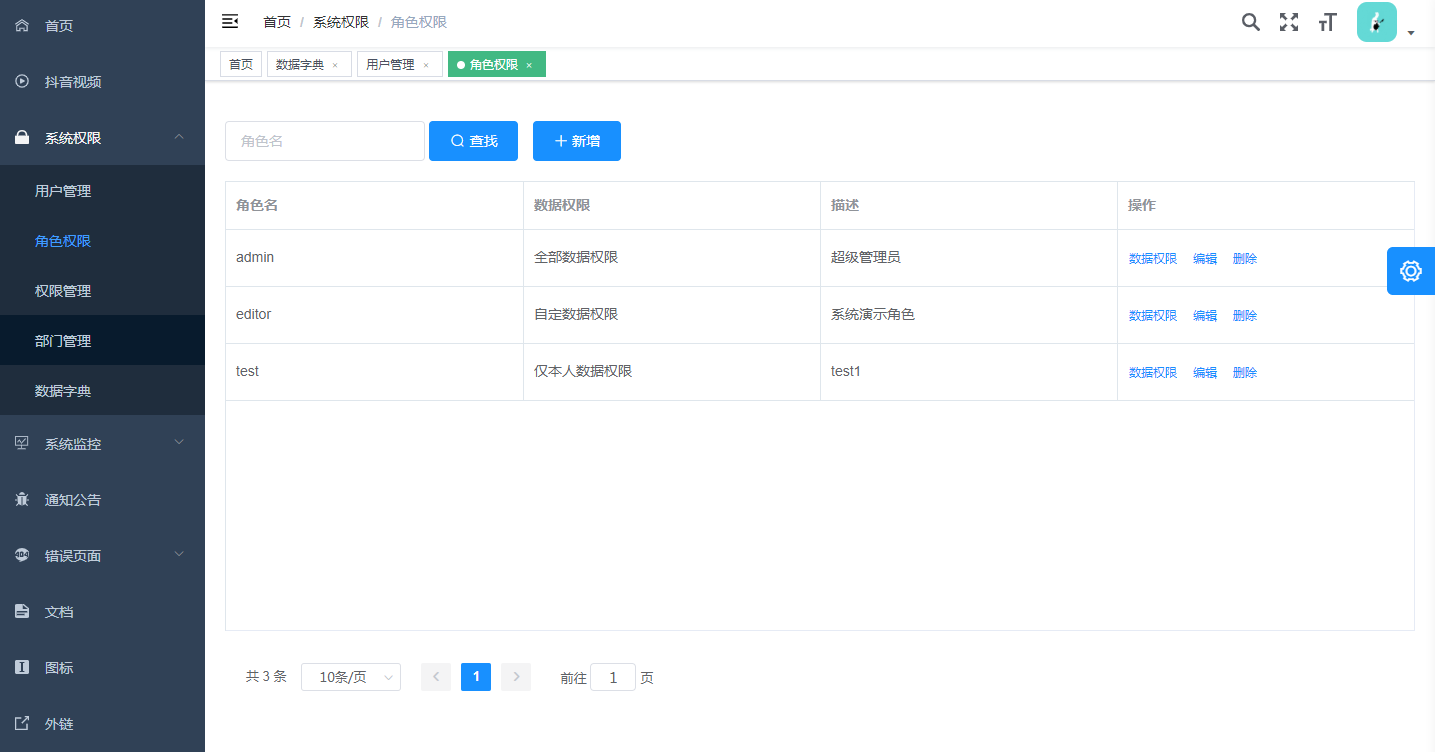 首页
抖音视频
系统权限
用户管理
角色权限
权限管理
部门管理
数据字典
系统监控
通知公告
404 错误页面
文档
图标
外链
首页 / 系统权限 / 角色权限
首页 数据字典 × 用户管理 × 角色权限 ×
角色名 查找 新增
角色名 数据权限 描述 操作
admin 全部数据权限 超级管理员 数据权限 编辑 删除
editor 自定数据权限 系统演示角色 数据权限 编辑 删除
test 仅本人数据权限 test1 数据权限 编辑 删除
共 3 条 10条/页 1 前往 1 页